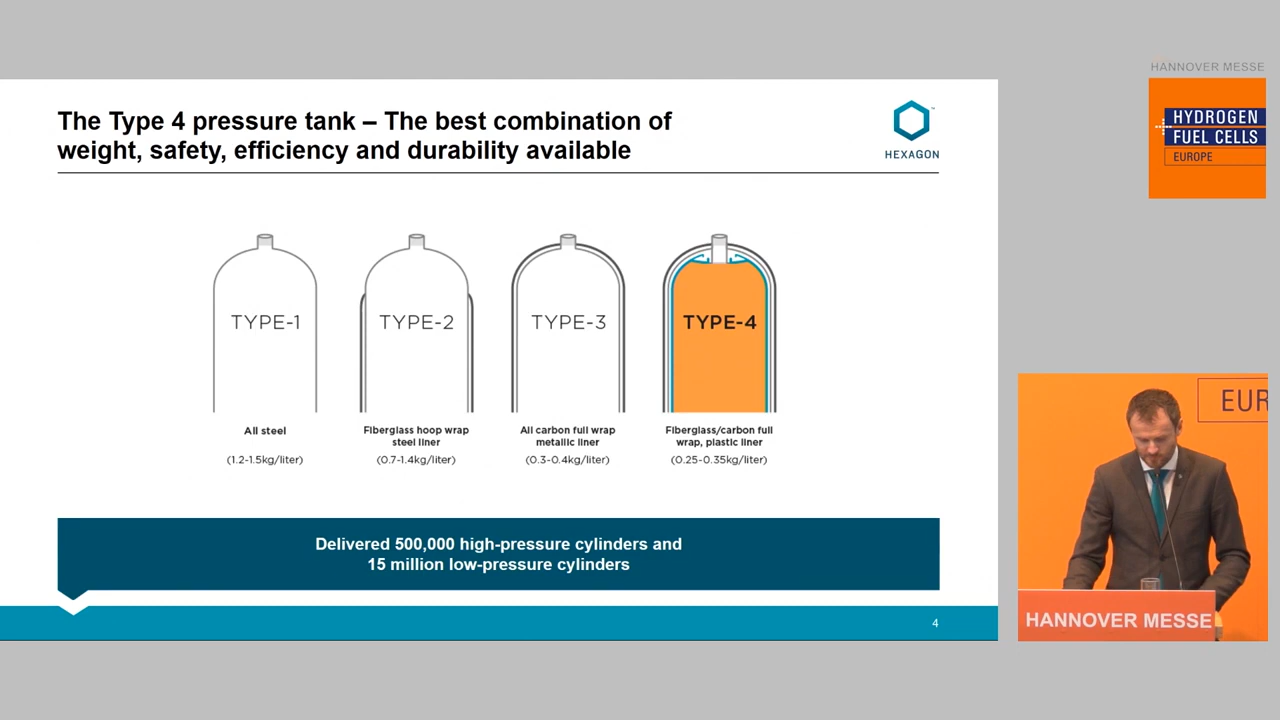 HANNOVER MESSE
HYDROGEN
FUEL CELLS
EUROPE
The Type 4 pressure tank – The best combination of
weight, safety, efficiency and durability available
™
HEXAGON
TYPE-1
TYPE-2
TYPE-3
TYPE-4
All steel
(1.2-1.5kg/liter)
Fiberglass hoop wrap
steel liner
(0.7-1.4kg/liter)
All carbon full wrap
metallic liner
(0.3-0.4kg/liter)
Fiberglass/carbon full
wrap, plastic liner
(0.25-0.35kg/liter)
Delivered 500,000 high-pressure cylinders and
15 million low-pressure cylinders
4
EUR
HANNOVER MESSE